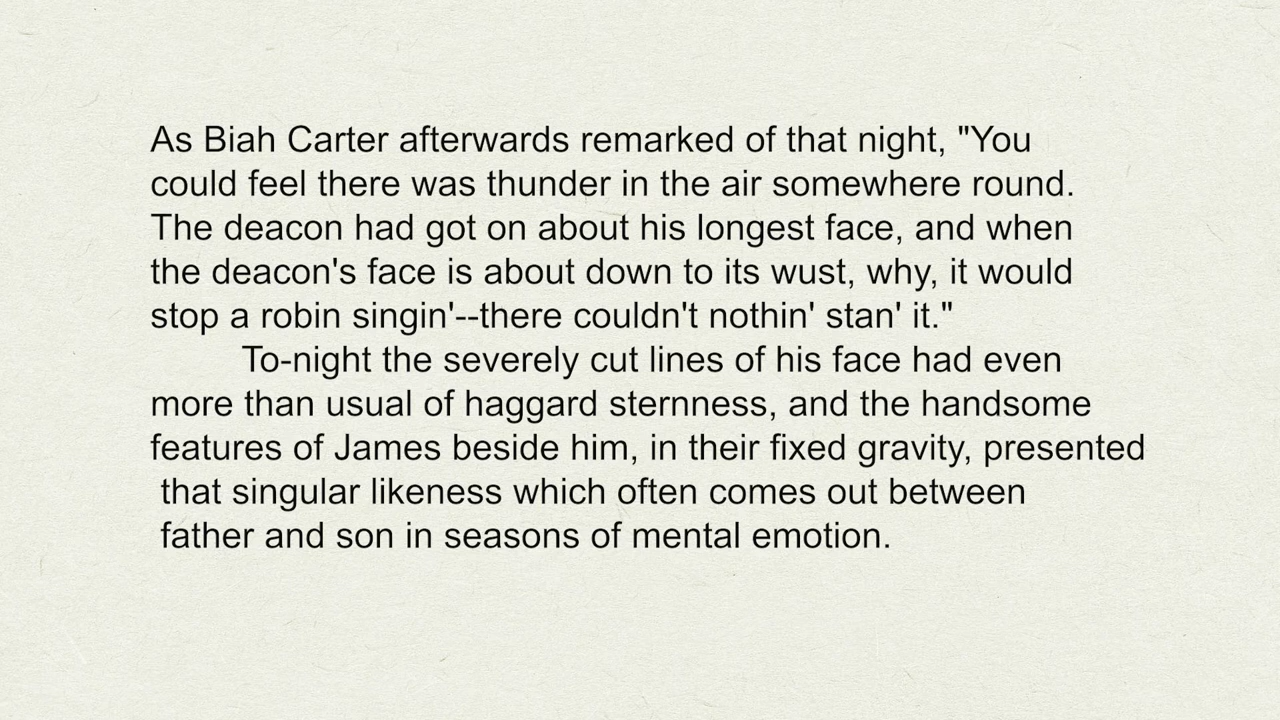 As Biah Carter afterwards remarked of that night, "You
could feel there was thunder in the air somewhere round.
The deacon had got on about his longest face, and when
the deacon's face is about down to its wust, why, it would
stop a robin singin'--there couldn't nothin' stan' it."
To-night the severely cut lines of his face had even
more than usual of haggard sternness, and the handsome
features of James beside him, in their fixed gravity, presented
that singular likeness which often comes out between
father and son in seasons of mental emotion.